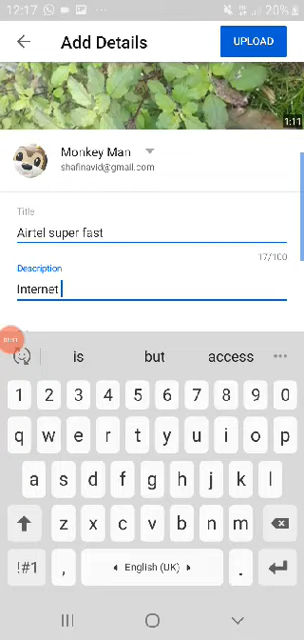 12:17
20%
Add Details
UPLOAD
1:11
Monkey Man
shafinavid@gmail.com
Title
Airtel super fast
17/100
Description
Internet
is but access
1 2 3 4 5 6 7 8 9 0
q w e r t y u i o p
a s d f g h j k l
z x c v b n m
!#1 , English (UK) .